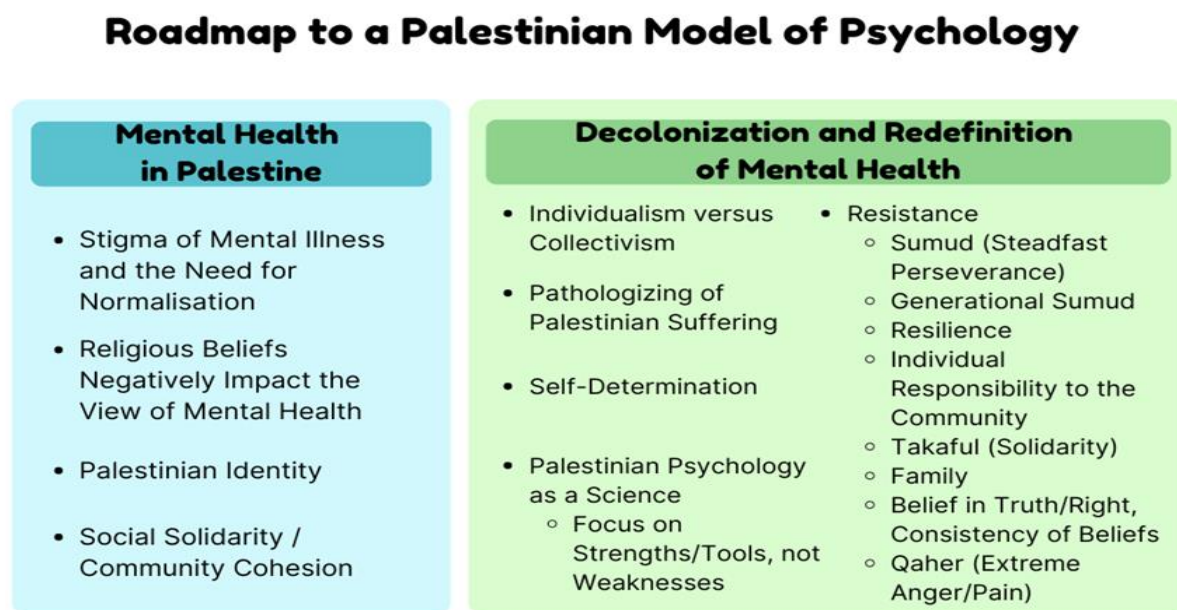 Roadmap to a Palestinian Model of Psychology
Mental Health
in Palestine
• Stigma of Mental Illness
and the Need for
Normalisation
• Religious Beliefs
Negatively Impact the
View of Mental Health
• Palestinian Identity
• Social Solidarity /
Community Cohesion
Decolonization and Redefinition
of Mental Health
• Individualism versus
Collectivism
• Pathologizing of
Palestinian Suffering
• Self-Determination
• Palestinian Psychology
as a Science
◦ Focus on
Strengths/Tools, not
Weaknesses
• Resistance
◦ Sumud (Steadfast
Perseverance)
◦ Generational Sumud
◦ Resilience
◦ Individual
Responsibility to the
Community
◦ Takaful (Solidarity)
◦ Family
◦ Belief in Truth/Right,
Consistency of Beliefs
◦ Qaher (Extreme
Anger/Pain)